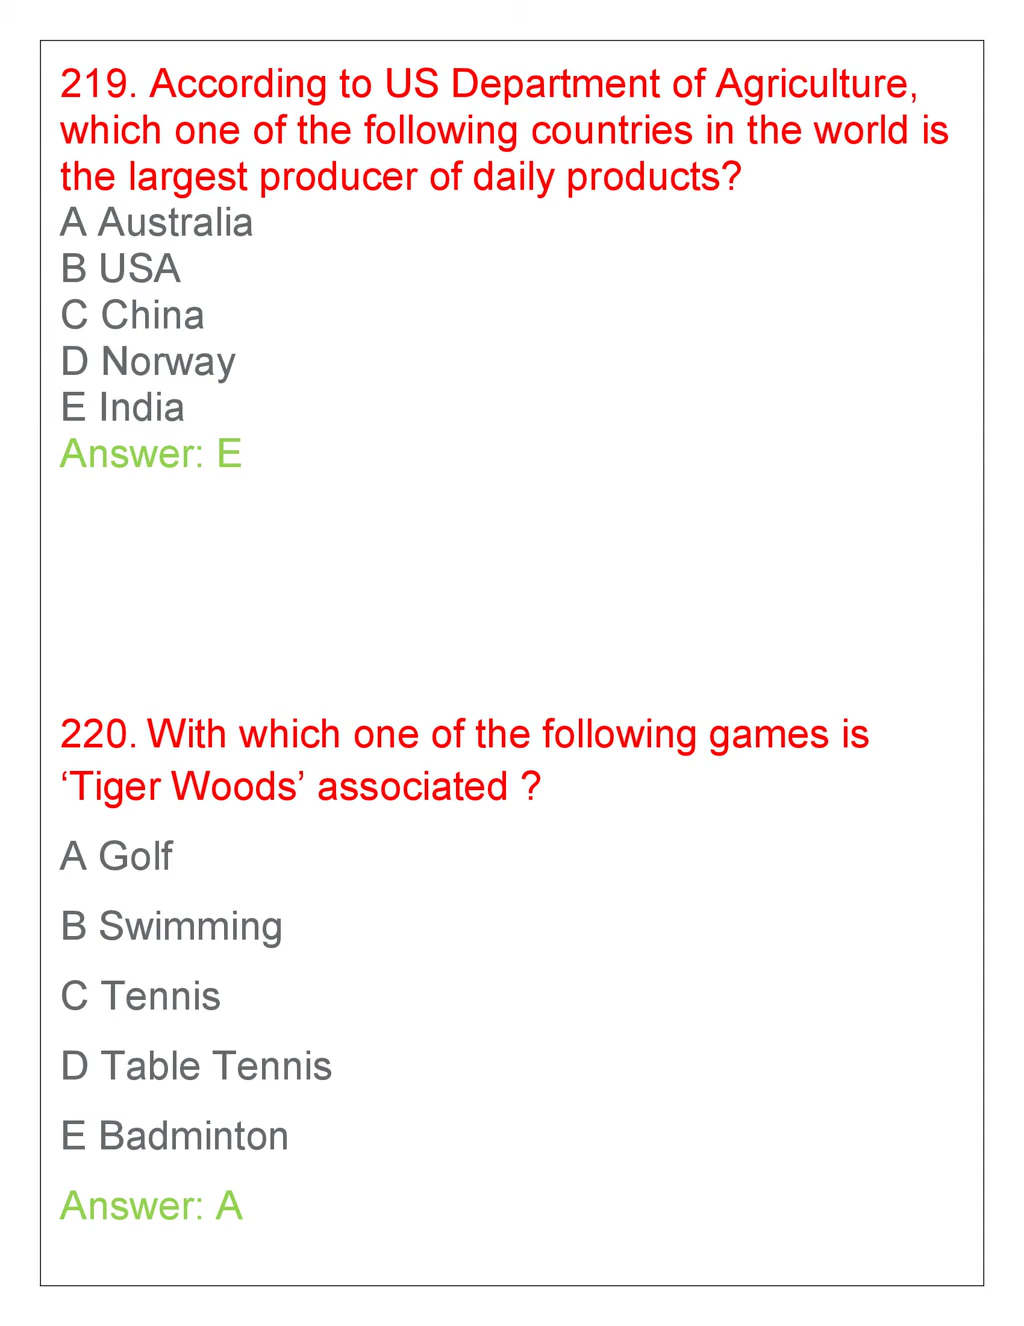 219. According to US Department of Agriculture,
which one of the following countries in the world is
the largest producer of daily products?
A Australia
B USA
C China
D Norway
E India
Answer: E
220. With which one of the following games is
‘Tiger Woods’ associated ?
A Golf
B Swimming
C Tennis
D Table Tennis
E Badminton
Answer: A